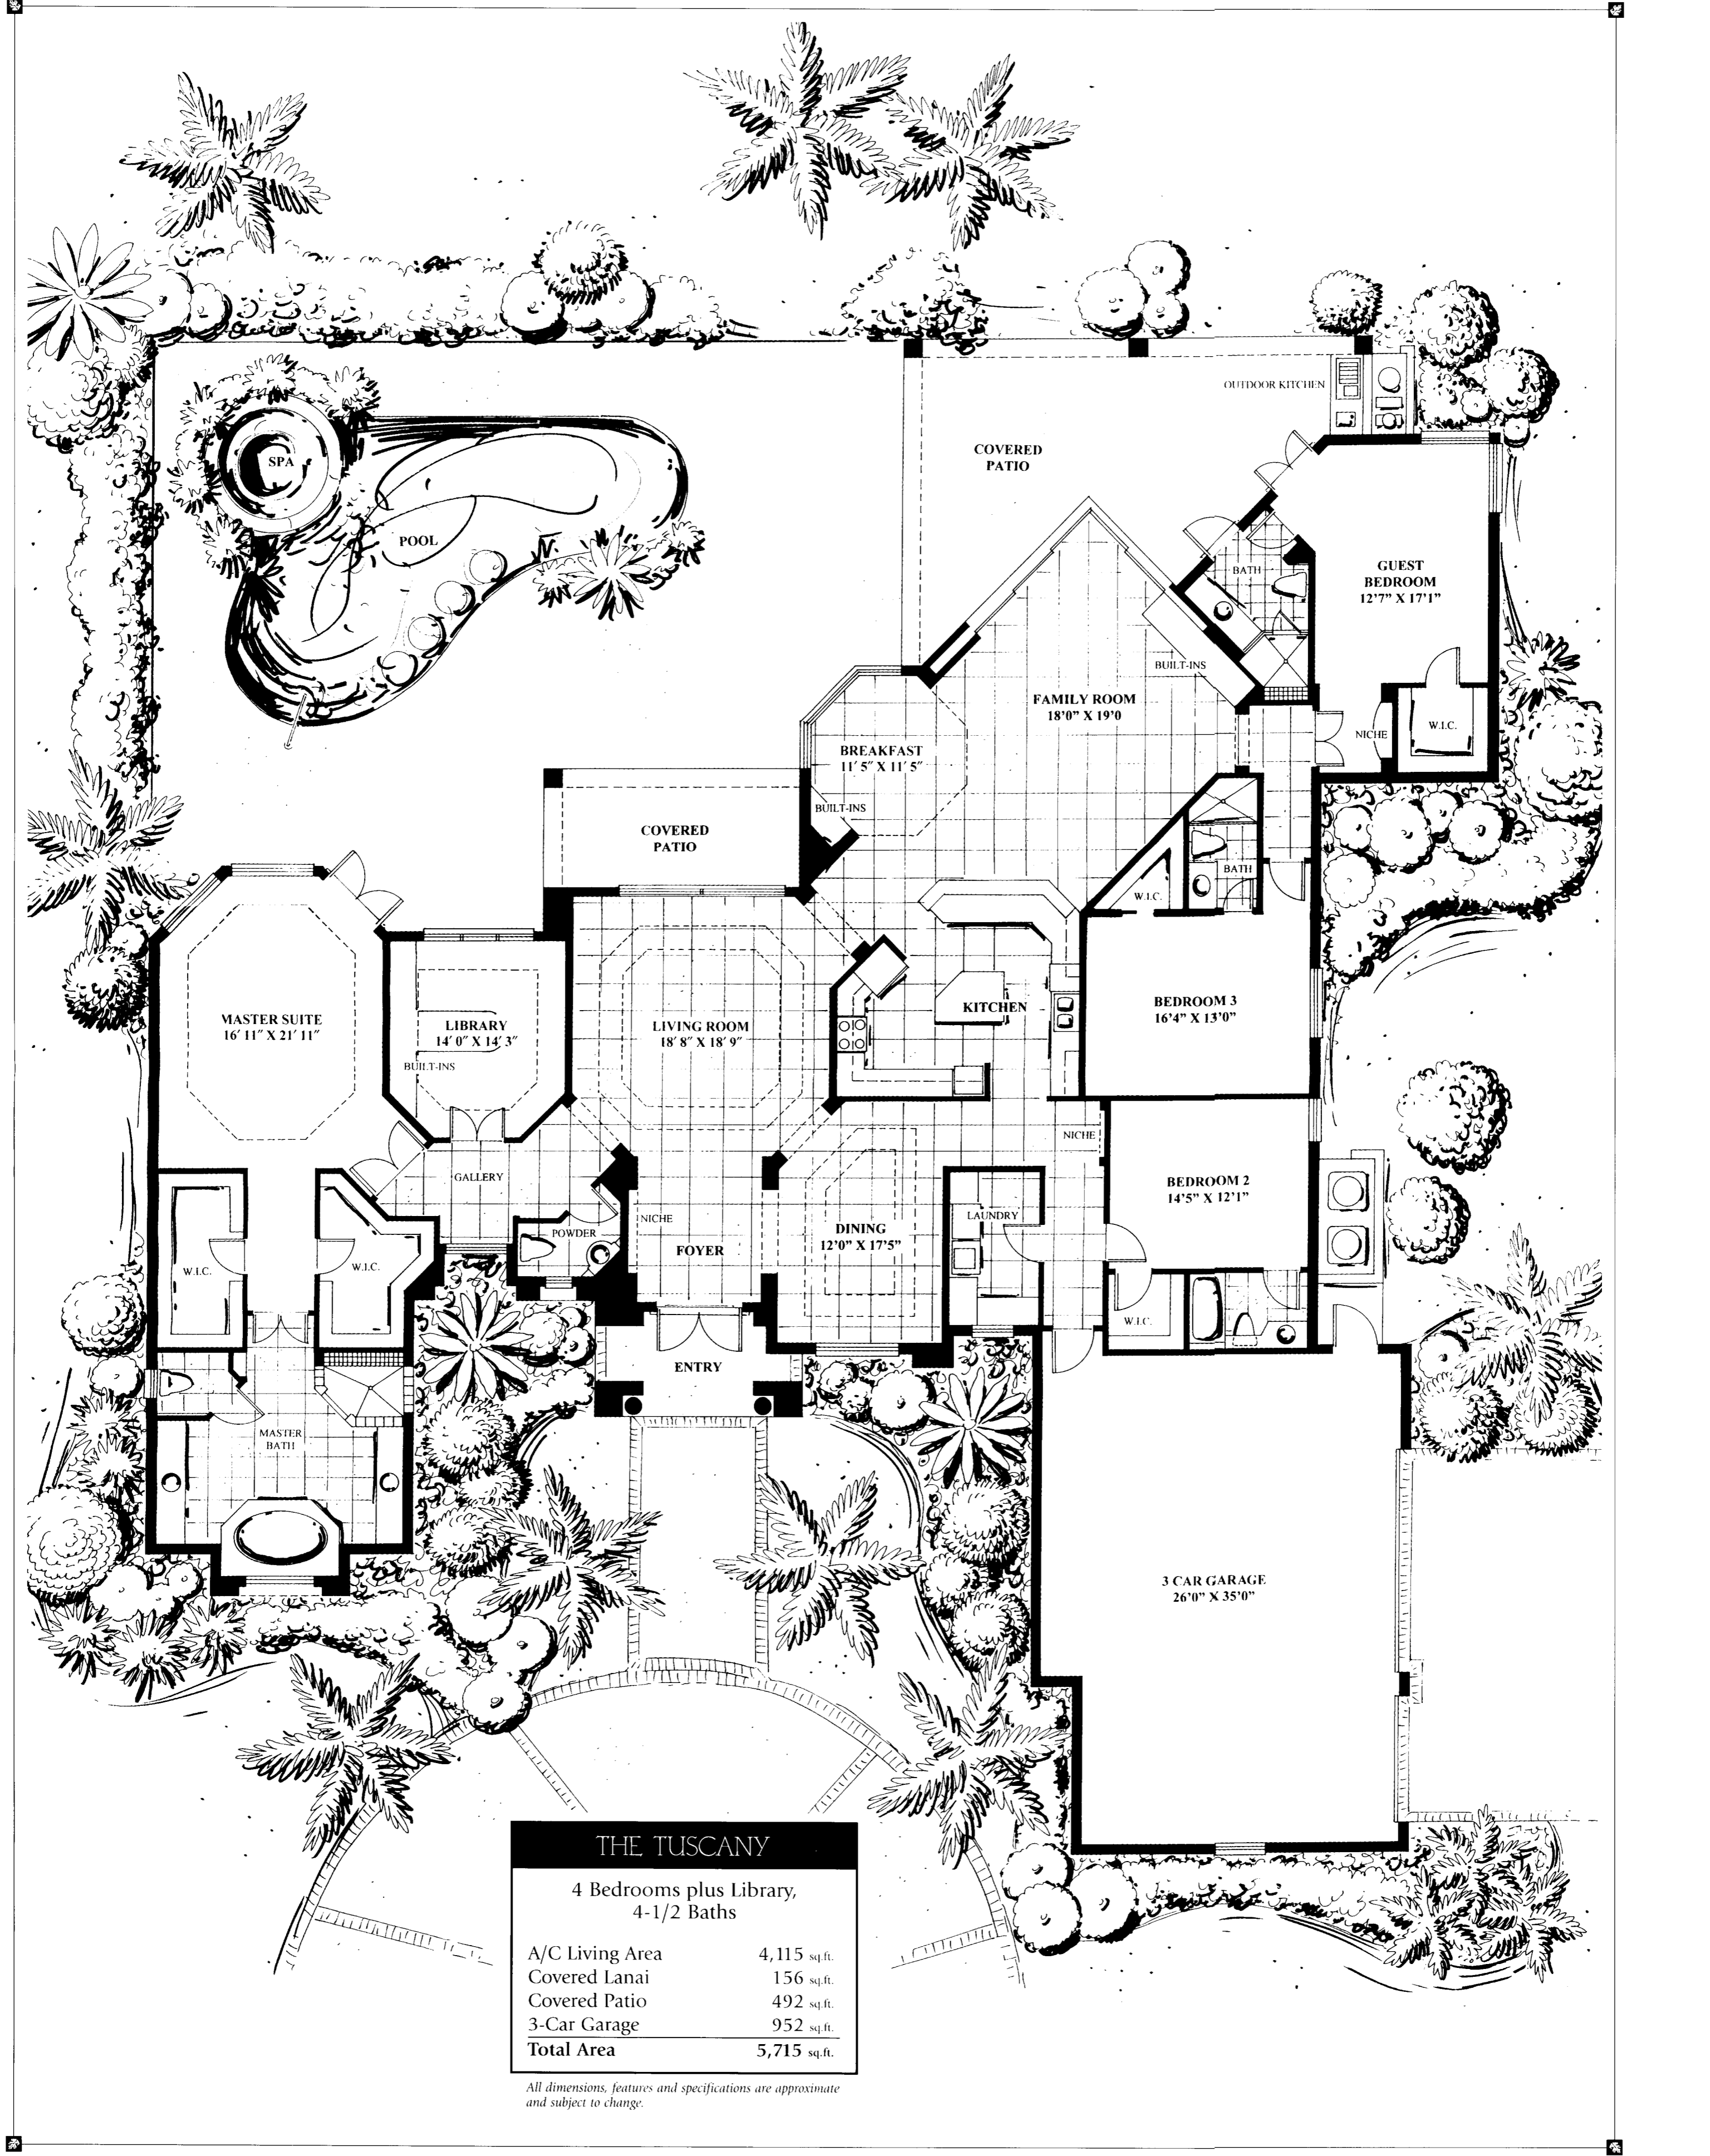 OUTDOOR KITCHEN
COVERED
PATIO
SPA
POOL
BATH
GUEST
BEDROOM
12'7" X 17'1"
BUILT-INS
FAMILY ROOM
18'0" X 19'0
W.I.C.
NICHE
BREAKFAST
11' 5" X 11' 5"
BUILT-INS
COVERED
PATIO
BATH
W.I.C.
MASTER SUITE
16' 11" X 21' 11"
LIBRARY
14' 0" X 14' 3"
BUILT-INS
LIVING ROOM
18' 8" X 18' 9"
KITCHEN
BEDROOM 3
16'4" X 13'0"
NICHE
GALLERY
BEDROOM 2
14'5" X 12'1"
NICHE
LAUNDRY
POWDER
FOYER
DINING
12'0" X 17'5"
W.I.C.
W.I.C.
W.I.C.
ENTRY
MASTER
BATH
3 CAR GARAGE
26'0" X 35'0"
THE TUSCANY
4 Bedrooms plus Library,
4-1/2 Baths
A/C Living Area 4,115 sq.ft.
Covered Lanai 156 sq.ft.
Covered Patio 492 sq.ft.
3-Car Garage 952 sq.ft.
Total Area 5,715 sq.ft.
All dimensions, features and specifications are approximate
and subject to change.